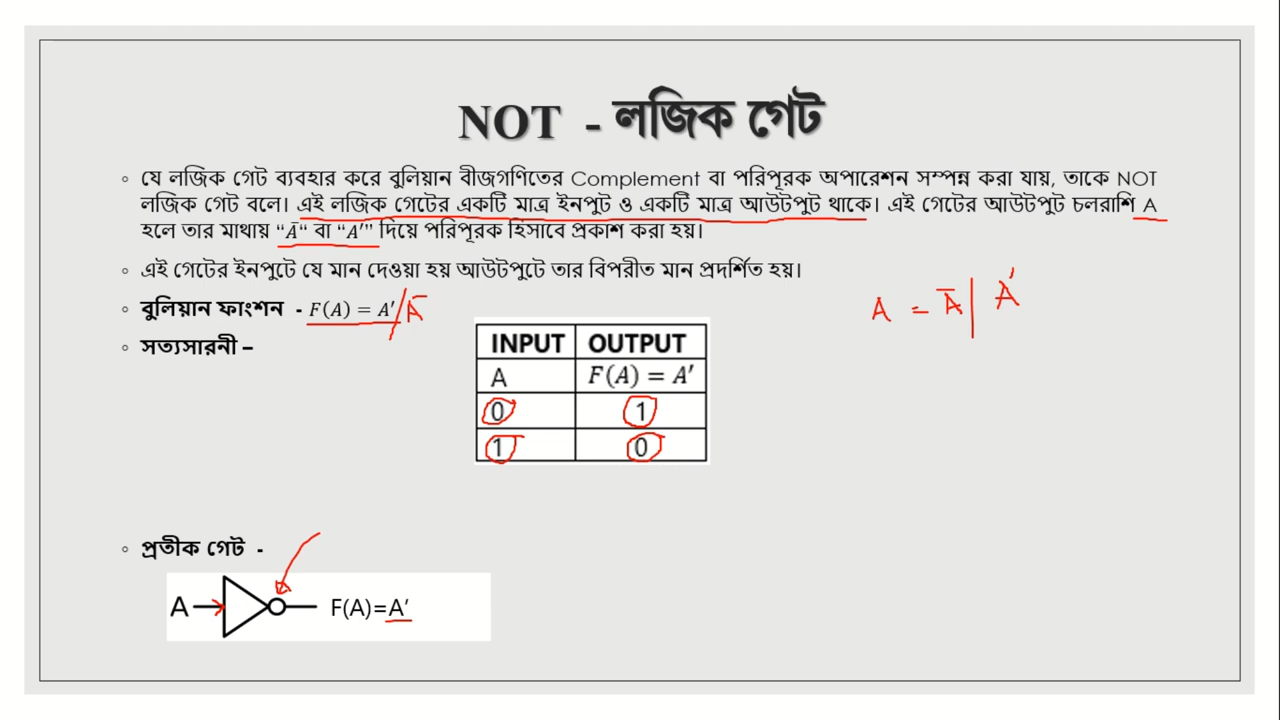 NOT - লজিক গেট
◦ যে লজিক গেট ব্যবহার করে বুলিয়ান বীজগণিতের Complement বা পরিপূরক অপারেশন সম্পন্ন করা যায়, তাকে NOT
লজিক গেট বলে। এই লজিক গেটের একটি মাত্র ইনপুট ও একটি মাত্র আউটপুট থাকে। এই গেটের আউটপুট চলরাশি A
হলে তার মাথায় “Ā“ বা “A′” দিয়ে পরিপূরক হিসাবে প্রকাশ করা হয়।
◦ এই গেটের ইনপুটে যে মান দেওয়া হয় আউটপুটে তার বিপরীত মান প্রদর্শিত হয়।
A = Ā | A′
◦ বুলিয়ান ফাংশন - F(A) = A′ / Ā
◦ সত্যসারনী –
INPUT OUTPUT
A F(A) = A′
0 1
1 0
◦ প্রতীক গেট -
A F(A)=A′